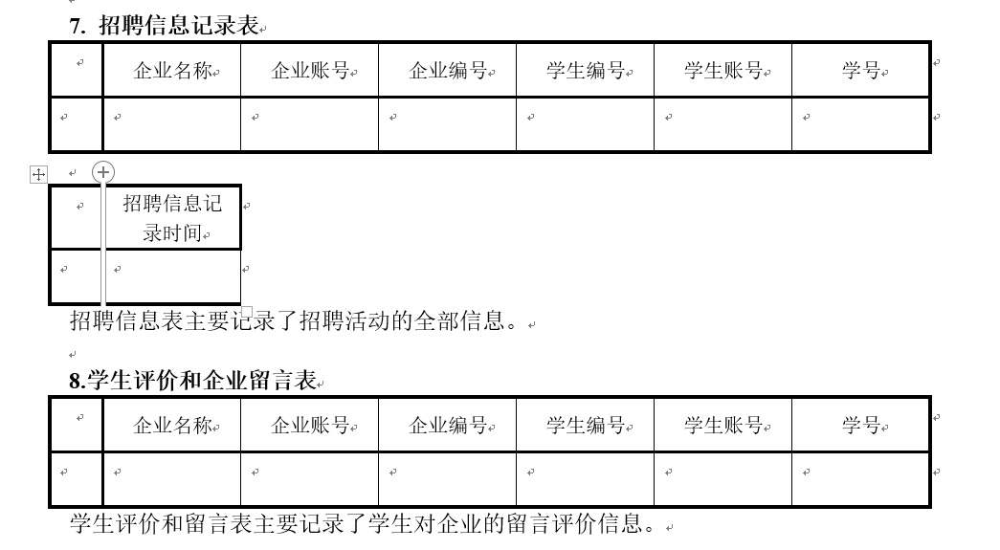 7. 招聘信息记录表
企业名称 企业账号 企业编号 学生编号 学生账号 学号
招聘信息记
录时间
招聘信息表主要记录了招聘活动的全部信息。
8.学生评价和企业留言表
企业名称 企业账号 企业编号 学生编号 学生账号 学号
学生评价和留言表主要记录了学生对企业的留言评价信息。